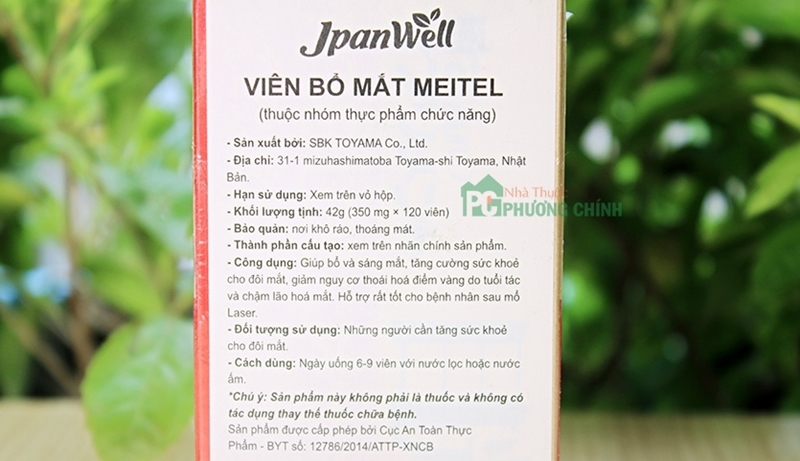 JpanWell
VIÊN BỔ MẮT MEITEL
(thuộc nhóm thực phẩm chức năng)
- Sản xuất bởi: SBK TOYAMA Co., Ltd.
- Địa chỉ: 31-1 mizuhashimatoba Toyama-shi Toyama, Nhật
Bản.
- Hạn sử dụng: Xem trên vỏ hộp.
- Khối lượng tịnh: 42g (350 mg × 120 viên)
- Bảo quản: nơi khô ráo, thoáng mát.
- Thành phần cấu tạo: xem trên nhãn chính sản phẩm.
- Công dụng: Giúp bổ và sáng mắt, tăng cường sức khoẻ
cho đôi mắt, giảm nguy cơ thoái hoá điểm vàng do tuổi tác
và chậm lão hoá mắt. Hỗ trợ rất tốt cho bệnh nhân sau mổ
Laser.
- Đối tượng sử dụng: Những người cần tăng sức khoẻ
cho đôi mắt.
- Cách dùng: Ngày uống 6-9 viên với nước lọc hoặc nước
ấm.
*Chú ý: Sản phẩm này không phải là thuốc và không có
tác dụng thay thế thuốc chữa bệnh.
Sản phẩm được cấp phép bởi Cục An Toàn Thực
Phẩm - BYT số: 12786/2014/ATTP-XNCB
PC Nhà Thuốc
PHƯƠNG CHÍNH